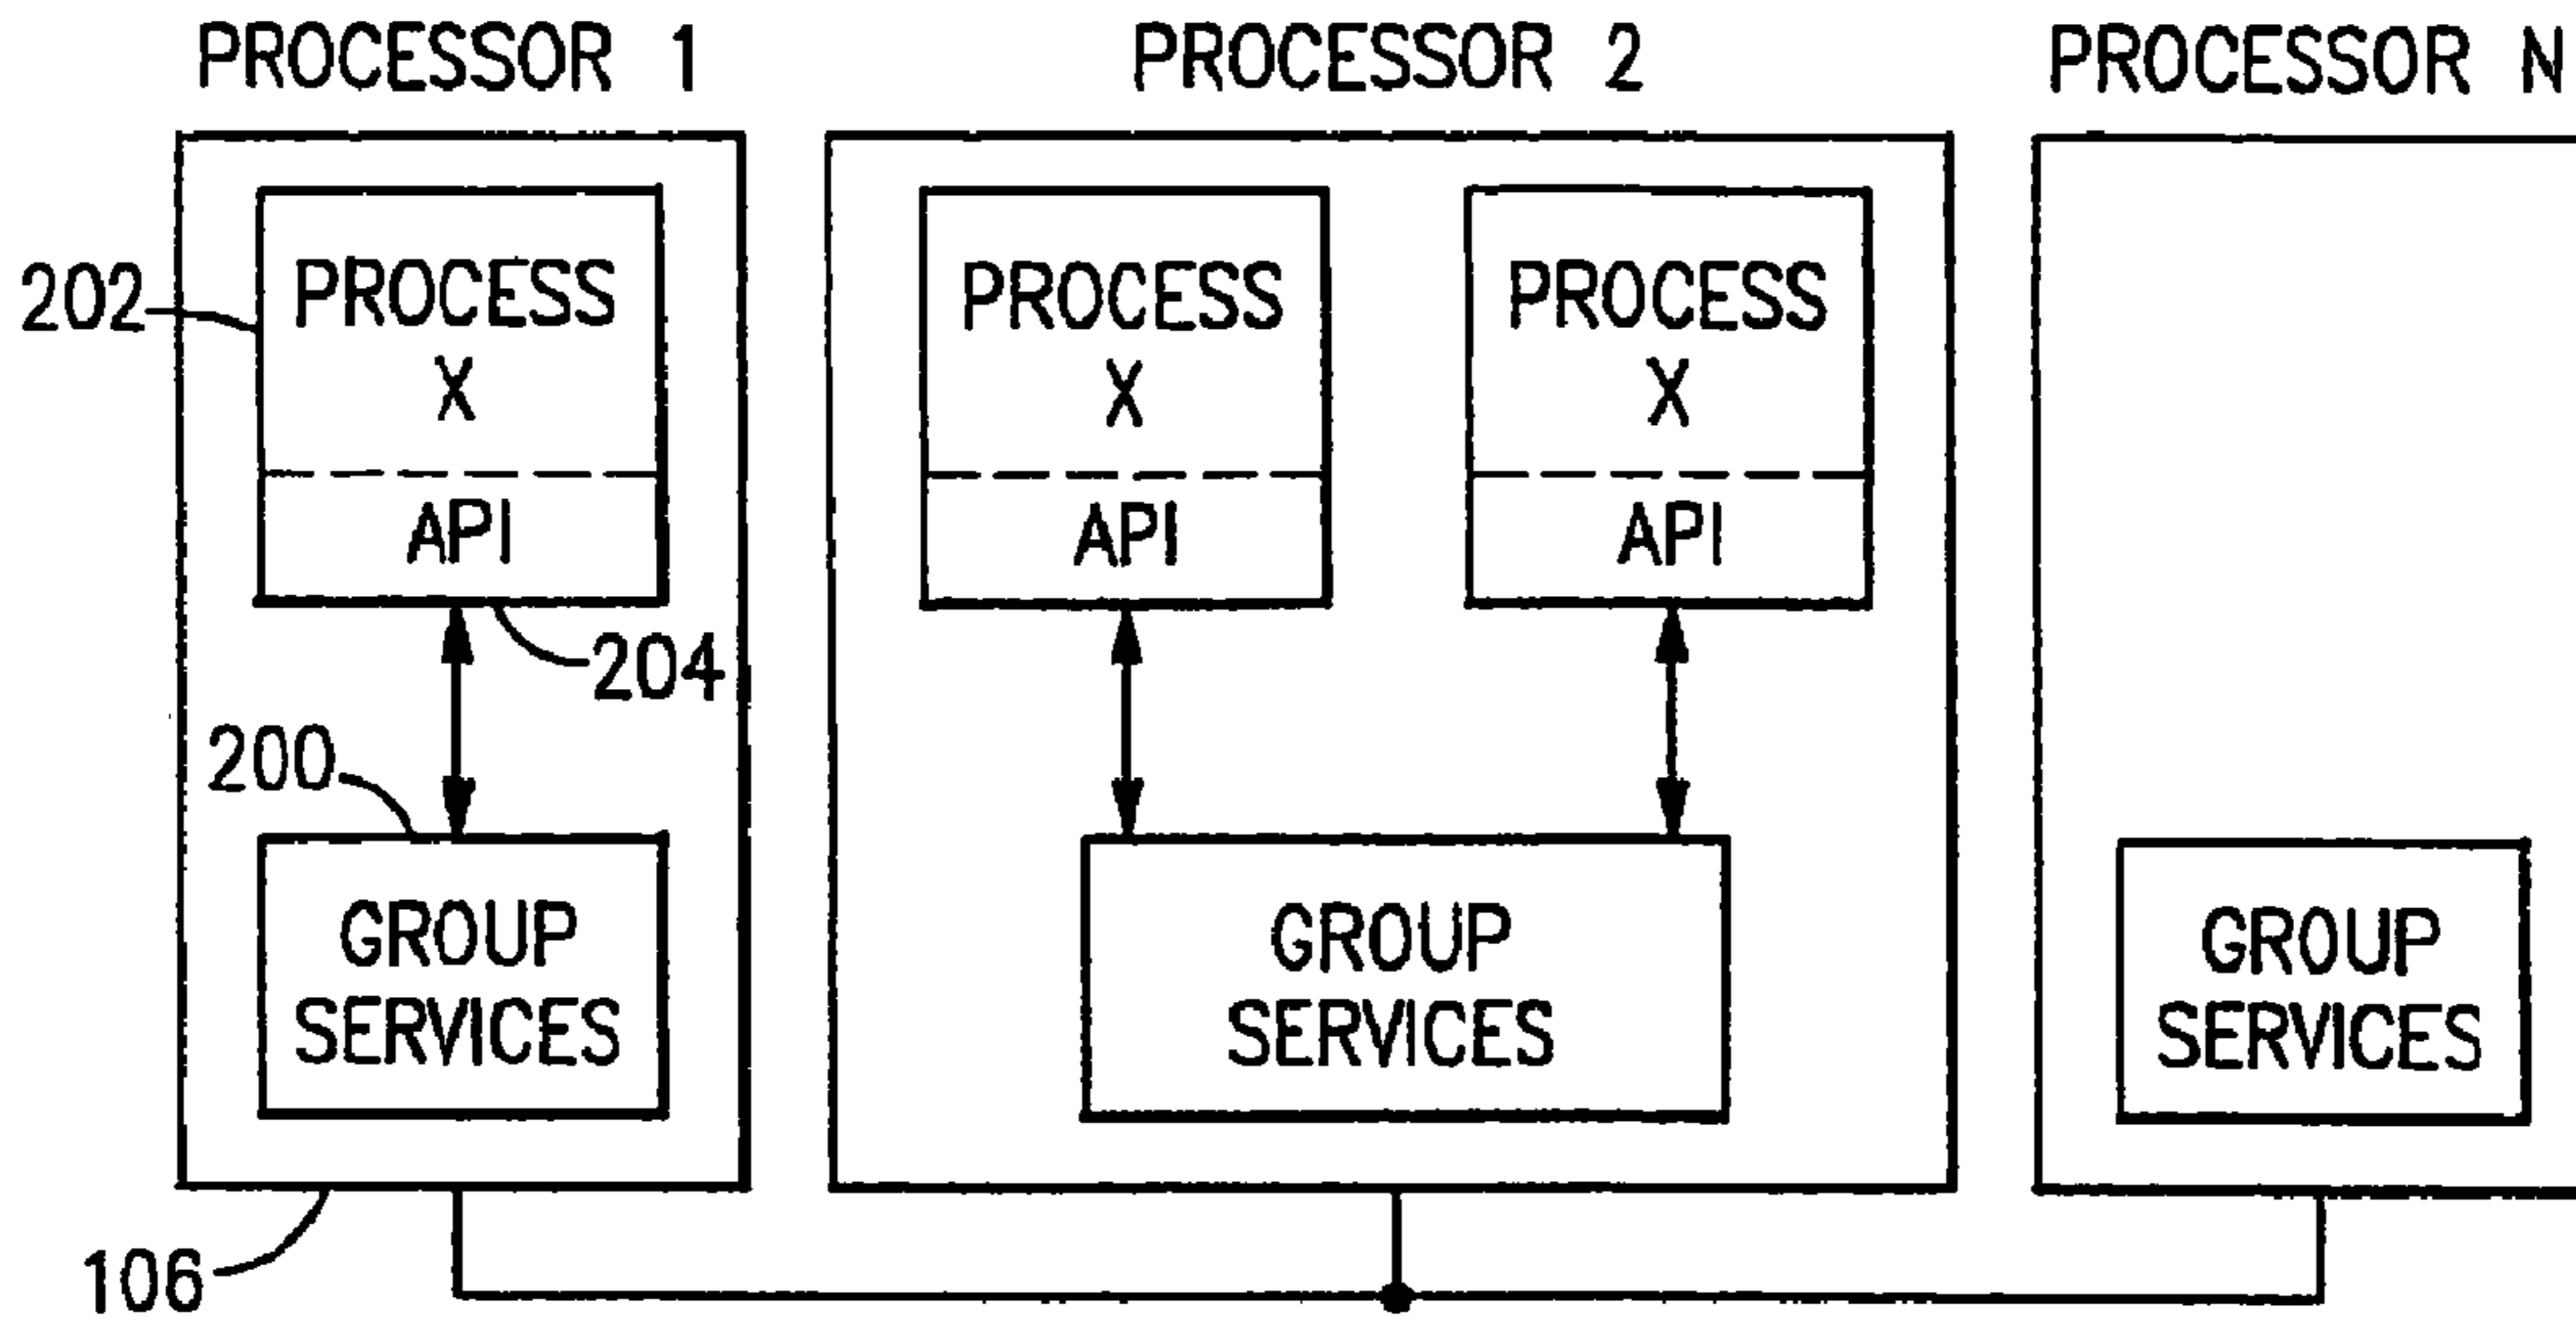 PROCESSOR 1
PROCESSOR 2
PROCESSOR N
202
PROCESS
X
API
204
200
GROUP
SERVICES
106
PROCESS
X
API
PROCESS
X
API
GROUP
SERVICES
GROUP
SERVICES